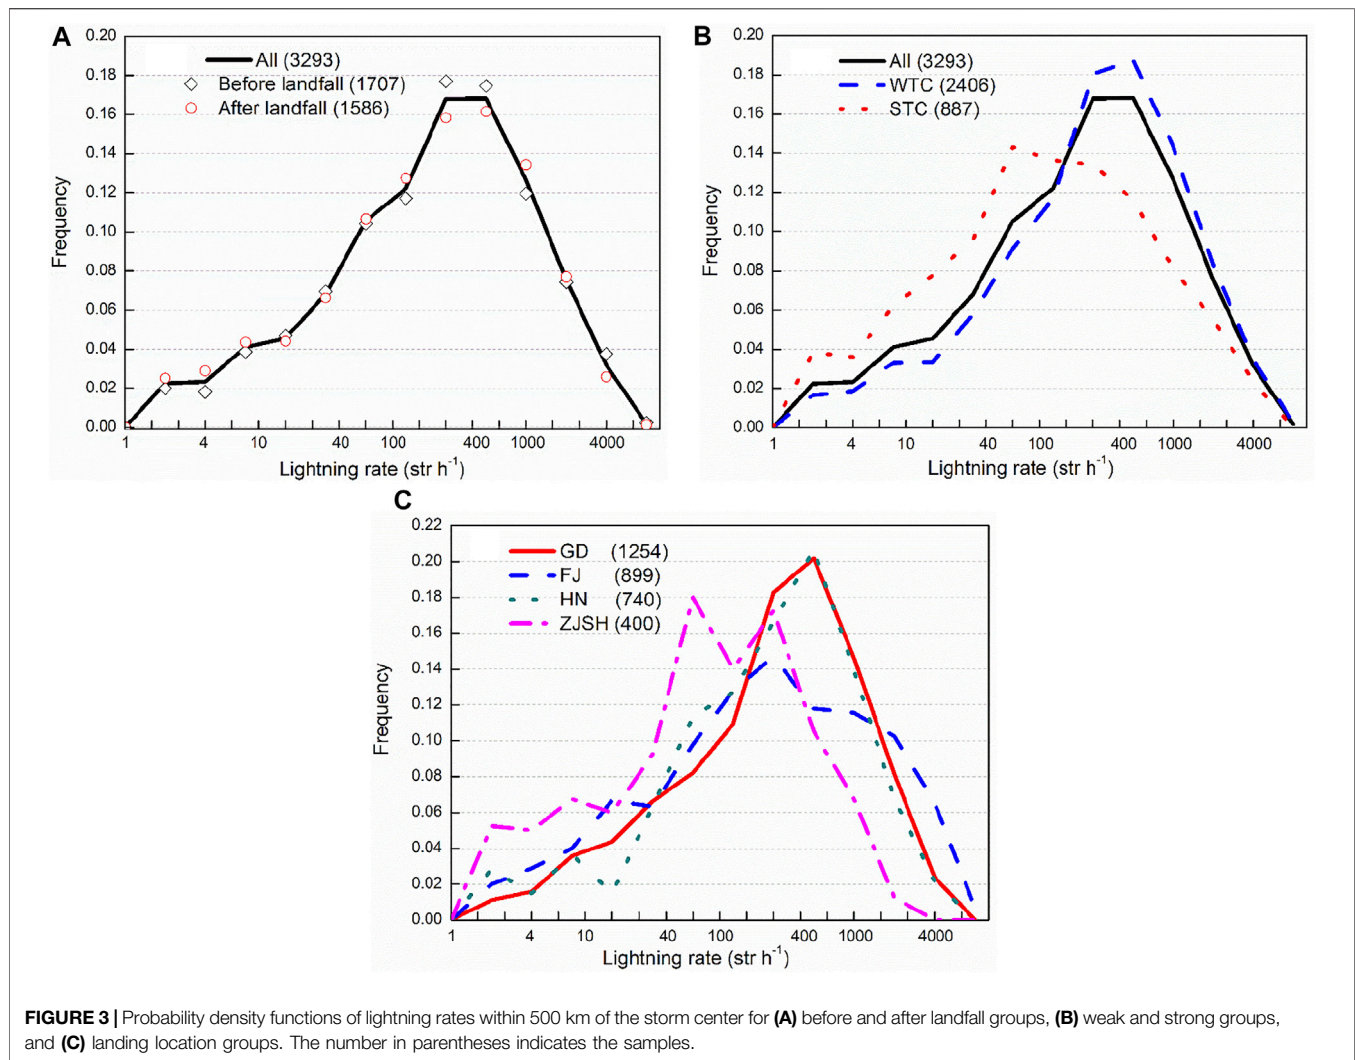 A
All (3293)
Before landfall (1707)
After landfall (1586)
Frequency
0.20
0.18
0.16
0.14
0.12
0.10
0.08
0.06
0.04
0.02
0.00
1 4 10 40 100 400 1000 4000
Lightning rate (str h⁻¹)
B
All (3293)
WTC (2406)
STC (887)
Frequency
0.20
0.18
0.16
0.14
0.12
0.10
0.08
0.06
0.04
0.02
0.00
1 4 10 40 100 400 1000 4000
Lightning rate (str h⁻¹)
C
GD (1254)
FJ (899)
HN (740)
ZJSH (400)
Frequency
0.22
0.20
0.18
0.16
0.14
0.12
0.10
0.08
0.06
0.04
0.02
0.00
1 4 10 40 100 400 1000 4000
Lightning rate (str h⁻¹)
FIGURE 3 | Probability density functions of lightning rates within 500 km of the storm center for (A) before and after landfall groups, (B) weak and strong groups,
and (C) landing location groups. The number in parentheses indicates the samples.